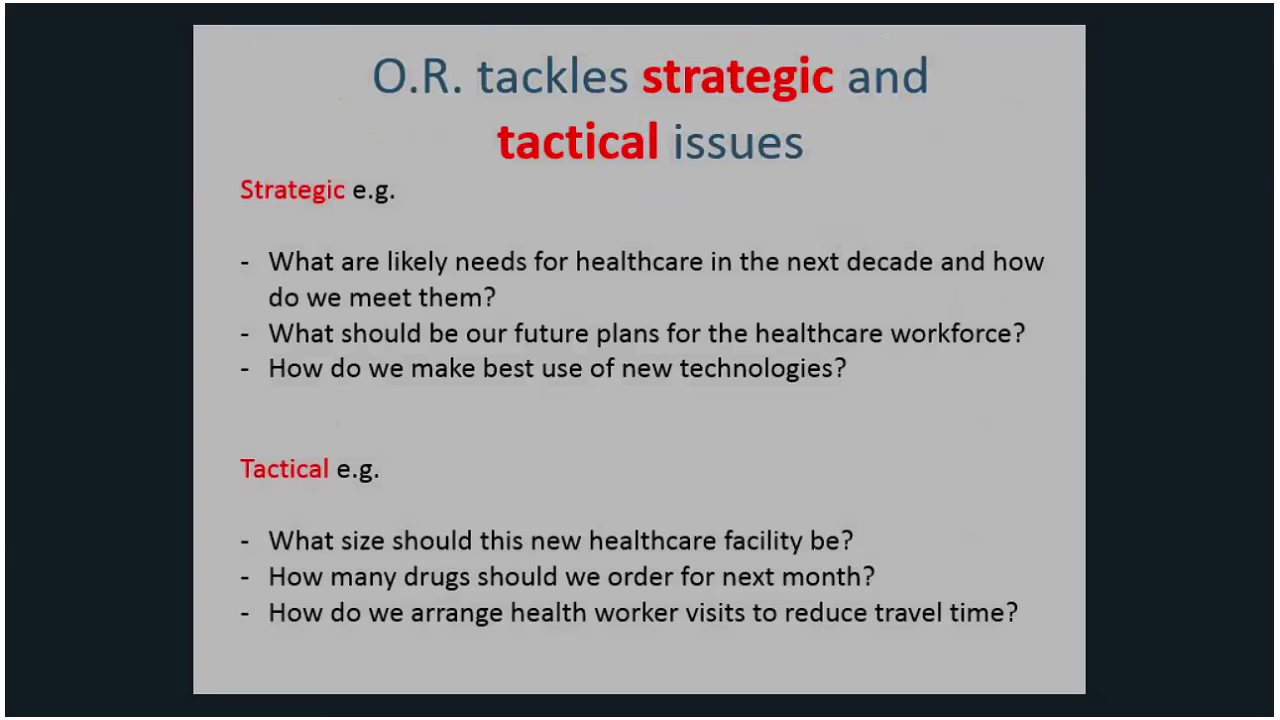 O.R. tackles strategic and
tactical issues
Strategic e.g.
- What are likely needs for healthcare in the next decade and how
do we meet them?
- What should be our future plans for the healthcare workforce?
- How do we make best use of new technologies?
Tactical e.g.
- What size should this new healthcare facility be?
- How many drugs should we order for next month?
- How do we arrange health worker visits to reduce travel time?